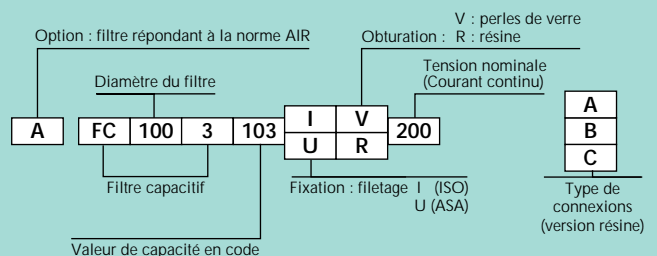 V : perles de verre
Option : filtre répondant à la norme AIR
Obturation : R : résine
Diamètre du filtre
Tension nominale
(Courant continu)
A FC 100 3 103 I V 200
U R
A
B
C
Filtre capacitif
Fixation : filetage I (ISO)
U (ASA)
Type de
connexions
(version résine)
Valeur de capacité en code